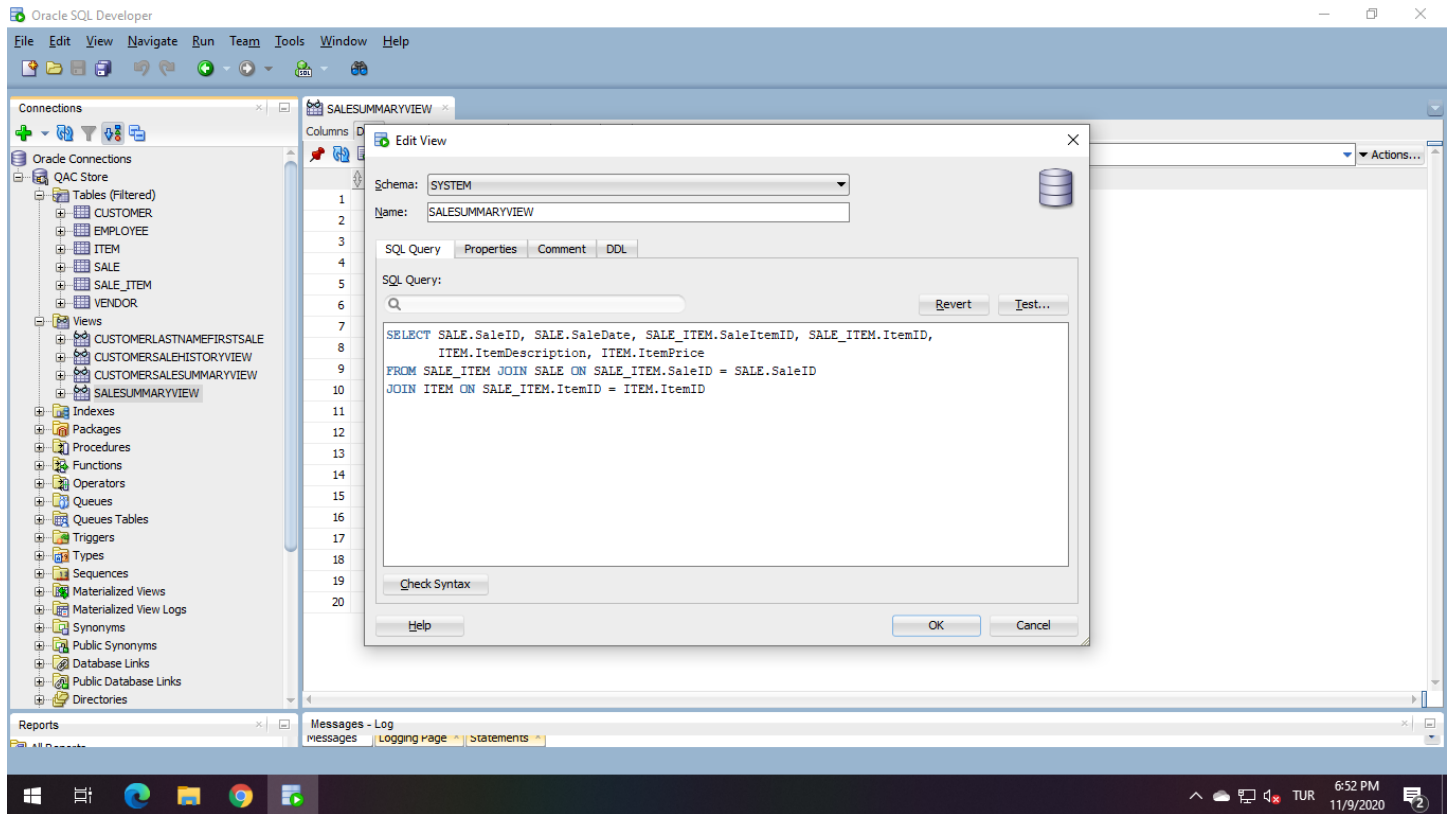 Oracle SQL Developer
File Edit View Navigate Run Team Tools Window Help
Connections
Oracle Connections
QAC Store
Tables (Filtered)
CUSTOMER
EMPLOYEE
ITEM
SALE
SALE_ITEM
VENDOR
Views
CUSTOMERLASTNAMEFIRSTSALE
CUSTOMERSALEHISTORYVIEW
CUSTOMERSALESUMMARYVIEW
SALESUMMARYVIEW
Indexes
Packages
Procedures
Functions
Operators
Queues
Queues Tables
Triggers
Types
Sequences
Materialized Views
Materialized View Logs
Synonyms
Public Synonyms
Database Links
Public Database Links
Directories
Reports
All Reports
SALESUMMARYVIEW
Columns
Actions...
1
2
3
4
5
6
7
8
9
10
11
12
13
14
15
16
17
18
19
20
Edit View
Schema: SYSTEM
Name: SALESUMMARYVIEW
SQL Query Properties Comment DDL
SQL Query:
Revert Test...
SELECT SALE.SaleID, SALE.SaleDate, SALE_ITEM.SaleItemID, SALE_ITEM.ItemID,
ITEM.ItemDescription, ITEM.ItemPrice
FROM SALE_ITEM JOIN SALE ON SALE_ITEM.SaleID = SALE.SaleID
JOIN ITEM ON SALE_ITEM.ItemID = ITEM.ItemID
Check Syntax
Help OK Cancel
Messages - Log
Messages Logging Page Statements
TUR
6:52 PM
11/9/2020
2